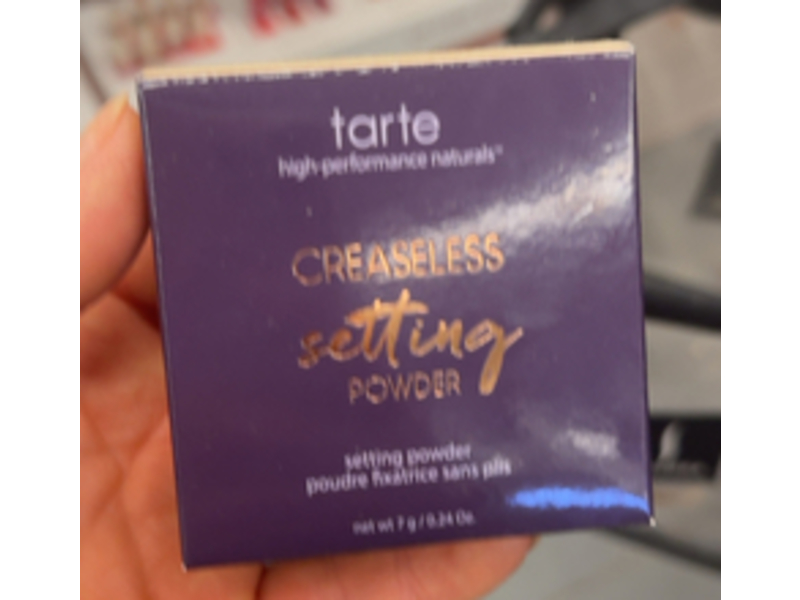 tarte
high-performance naturals™
CREASELESS
setting
POWDER
setting powder
poudre fixatrice sans plis
net wt 7 g / 0.24 Oz.